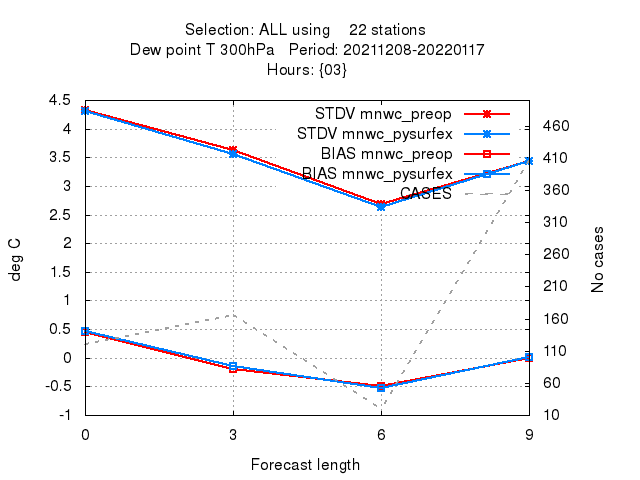 Selection: ALL using 22 stations
Dew point T 300hPa Period: 20211208-20220117
Hours: {03}
STDV mnwc_preop
STDV mnwc_pysurfex
BIAS mnwc_preop
BIAS mnwc_pysurfex
CASES
deg C
4.5
4
3.5
3
2.5
2
1.5
1
0.5
0
-0.5
-1
No cases
460
410
360
310
260
210
160
110
60
10
0 3 6 9
Forecast length